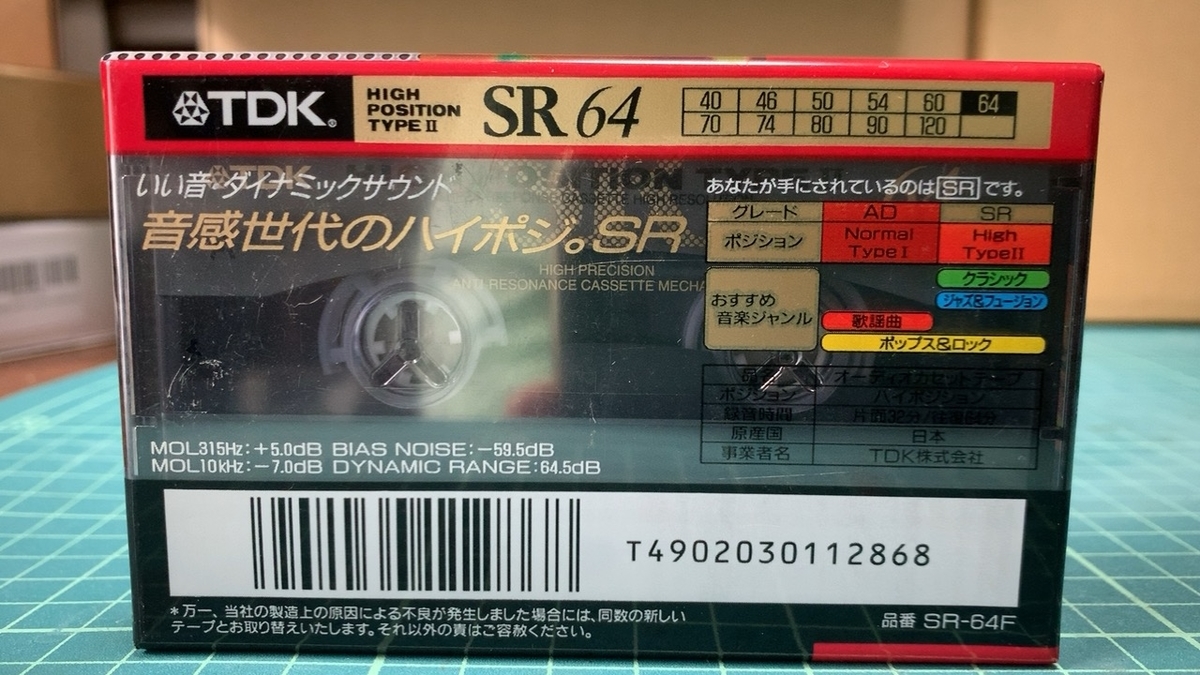 TDK®
HIGH
POSITION
TYPE II
SR 64
40 46 50 54 60 64
70 74 80 90 120
いい音・ダイナミックサウンド
音感世代のハイポジ。SR
HIGH PRECISION
ANTI-RESONANCE CASSETTE MECHA
あなたが手にされているのは SR です。
グレード AD SR
ポジション Normal Type I High Type II
おすすめ
音楽ジャンル
クラシック
ジャズ&フュージョン
歌謡曲
ポップス&ロック
品名 オーディオカセットテープ
ポジション ハイポジション
録音時間 片面32分/往復64分
原産国 日本
事業者名 TDK株式会社
MOL315Hz:+5.0dB BIAS NOISE:−59.5dB
MOL10kHz:−7.0dB DYNAMIC RANGE:64.5dB
T4902030112868
*万一、当社の製造上の原因による不良が発生しました場合には、同数の新しい
テープとお取り替えいたします。それ以外の責はご容赦ください。
品番 SR-64F